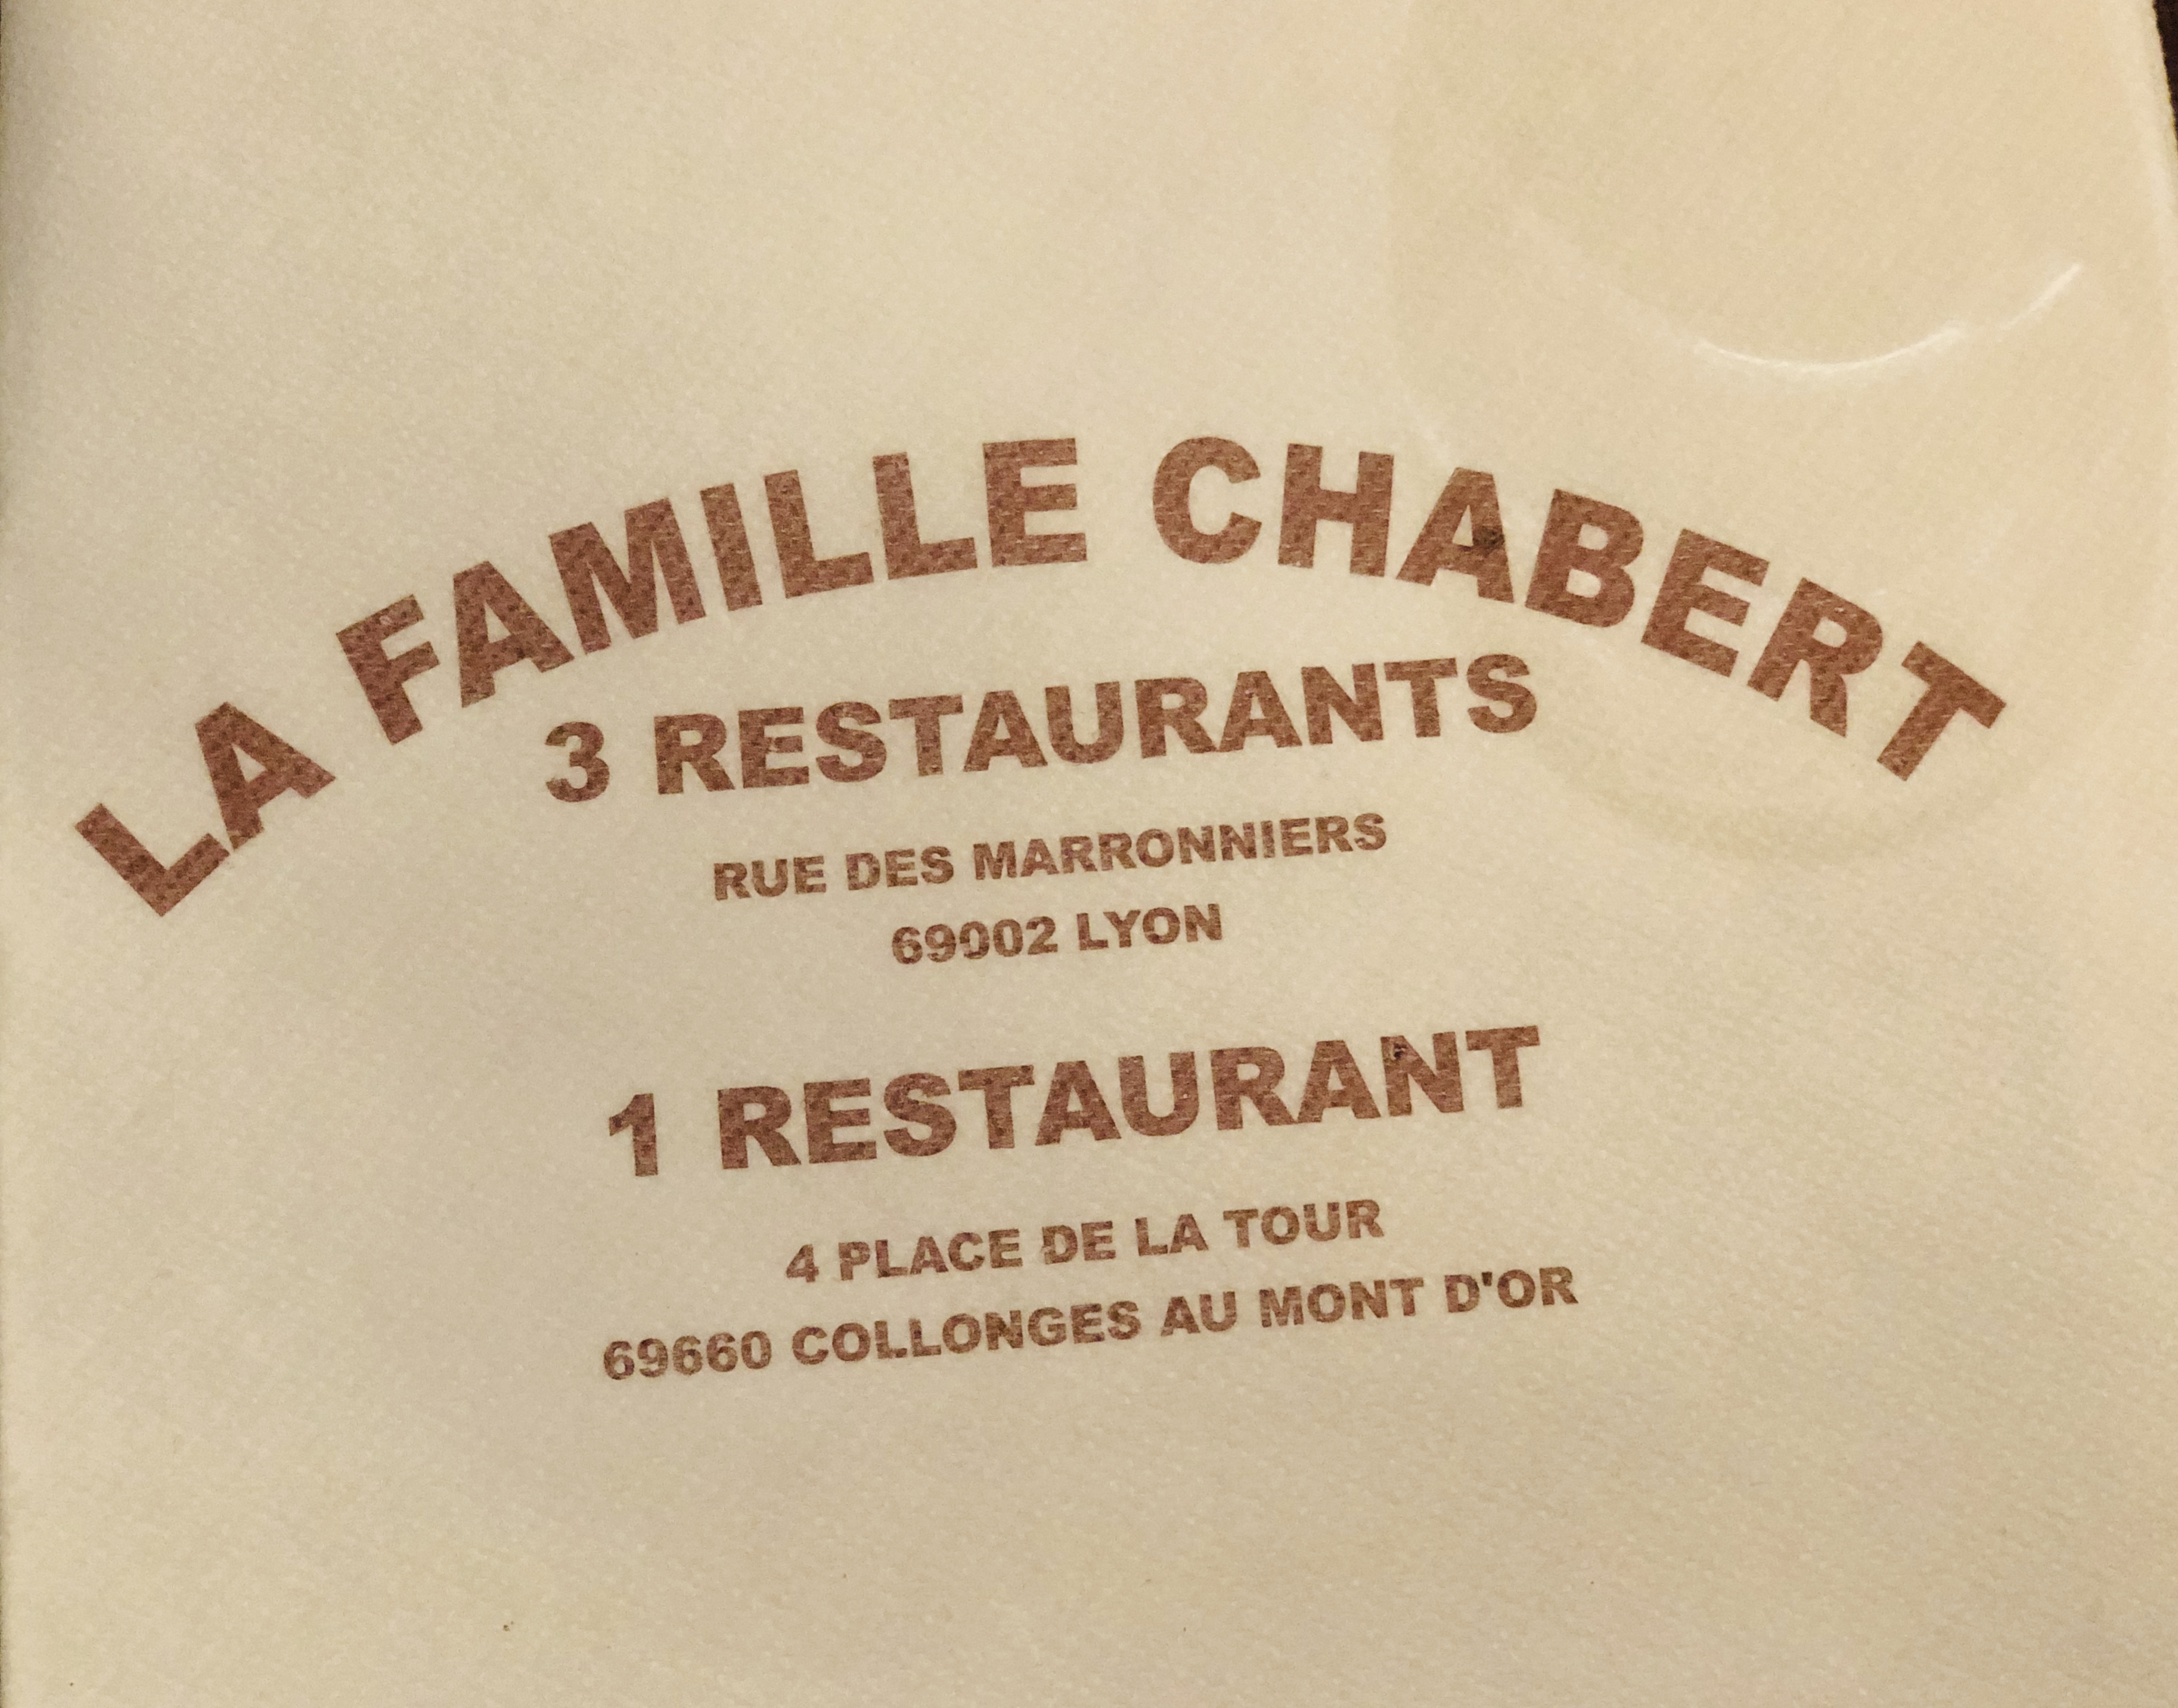 LA FAMILLE CHABERT
3 RESTAURANTS
RUE DES MARRONNIERS
69002 LYON
1 RESTAURANT
4 PLACE DE LA TOUR
69660 COLLONGES AU MONT D'OR